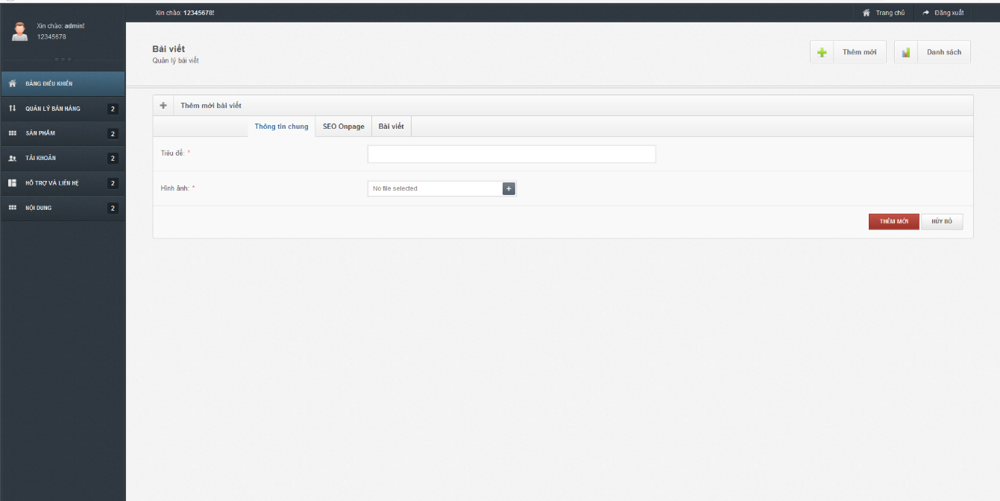 Xin chào: admin!
12345678
Xin chào: 12345678!
Trang chủ
Đăng xuất
BẢNG ĐIỀU KHIỂN
QUẢN LÝ BÁN HÀNG 2
SẢN PHẨM 2
TÀI KHOẢN 2
HỖ TRỢ VÀ LIÊN HỆ 2
NỘI DUNG 2
Bài viết
Quản lý bài viết
Thêm mới
Danh sách
Thêm mới bài viết
Thông tin chung SEO Onpage Bài viết
Tiêu đề: *
Hình ảnh: * No file selected +
THÊM MỚI HỦY BỎ